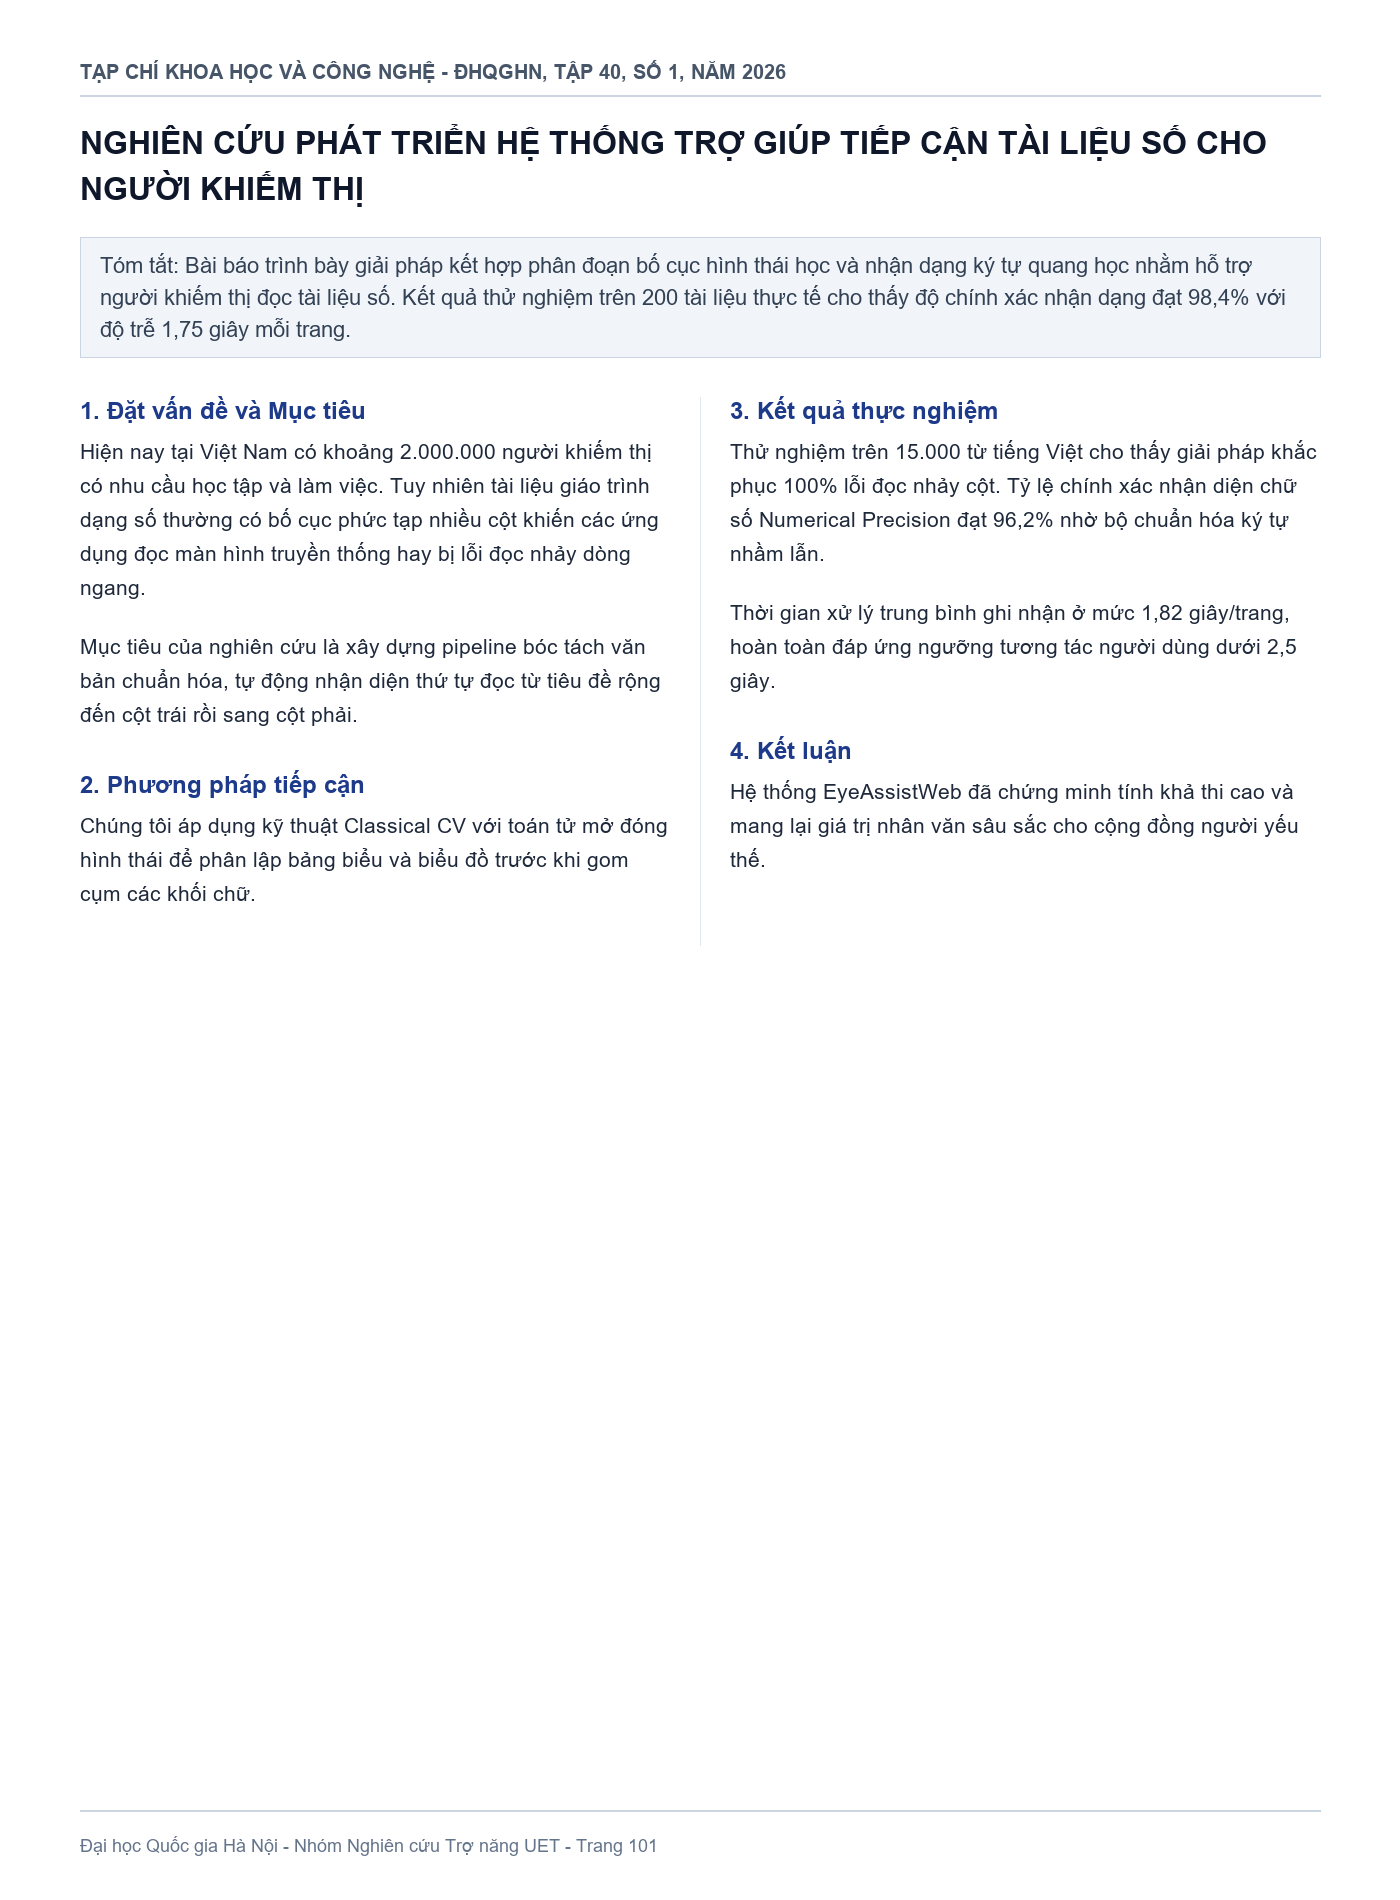 TẠP CHÍ KHOA HỌC VÀ CÔNG NGHỆ - ĐHQGHN, TẬP 40, SỐ 1, NĂM 2026
NGHIÊN CỨU PHÁT TRIỂN HỆ THỐNG TRỢ GIÚP TIẾP CẬN TÀI LIỆU SỐ CHO
NGƯỜI KHIẾM THỊ
Tóm tắt: Bài báo trình bày giải pháp kết hợp phân đoạn bố cục hình thái học và nhận dạng ký tự quang học nhằm hỗ trợ
người khiếm thị đọc tài liệu số. Kết quả thử nghiệm trên 200 tài liệu thực tế cho thấy độ chính xác nhận dạng đạt 98,4% với
độ trễ 1,75 giây mỗi trang.
1. Đặt vấn đề và Mục tiêu
Hiện nay tại Việt Nam có khoảng 2.000.000 người khiếm thị
có nhu cầu học tập và làm việc. Tuy nhiên tài liệu giáo trình
dạng số thường có bố cục phức tạp nhiều cột khiến các ứng
dụng đọc màn hình truyền thống hay bị lỗi đọc nhảy dòng
ngang.
Mục tiêu của nghiên cứu là xây dựng pipeline bóc tách văn
bản chuẩn hóa, tự động nhận diện thứ tự đọc từ tiêu đề rộng
đến cột trái rồi sang cột phải.
2. Phương pháp tiếp cận
Chúng tôi áp dụng kỹ thuật Classical CV với toán tử mở đóng
hình thái để phân lập bảng biểu và biểu đồ trước khi gom
cụm các khối chữ.
3. Kết quả thực nghiệm
Thử nghiệm trên 15.000 từ tiếng Việt cho thấy giải pháp khắc
phục 100% lỗi đọc nhảy cột. Tỷ lệ chính xác nhận diện chữ
số Numerical Precision đạt 96,2% nhờ bộ chuẩn hóa ký tự
nhầm lẫn.
Thời gian xử lý trung bình ghi nhận ở mức 1,82 giây/trang,
hoàn toàn đáp ứng ngưỡng tương tác người dùng dưới 2,5
giây.
4. Kết luận
Hệ thống EyeAssistWeb đã chứng minh tính khả thi cao và
mang lại giá trị nhân văn sâu sắc cho cộng đồng người yếu
thế.
Đại học Quốc gia Hà Nội - Nhóm Nghiên cứu Trợ năng UET - Trang 101